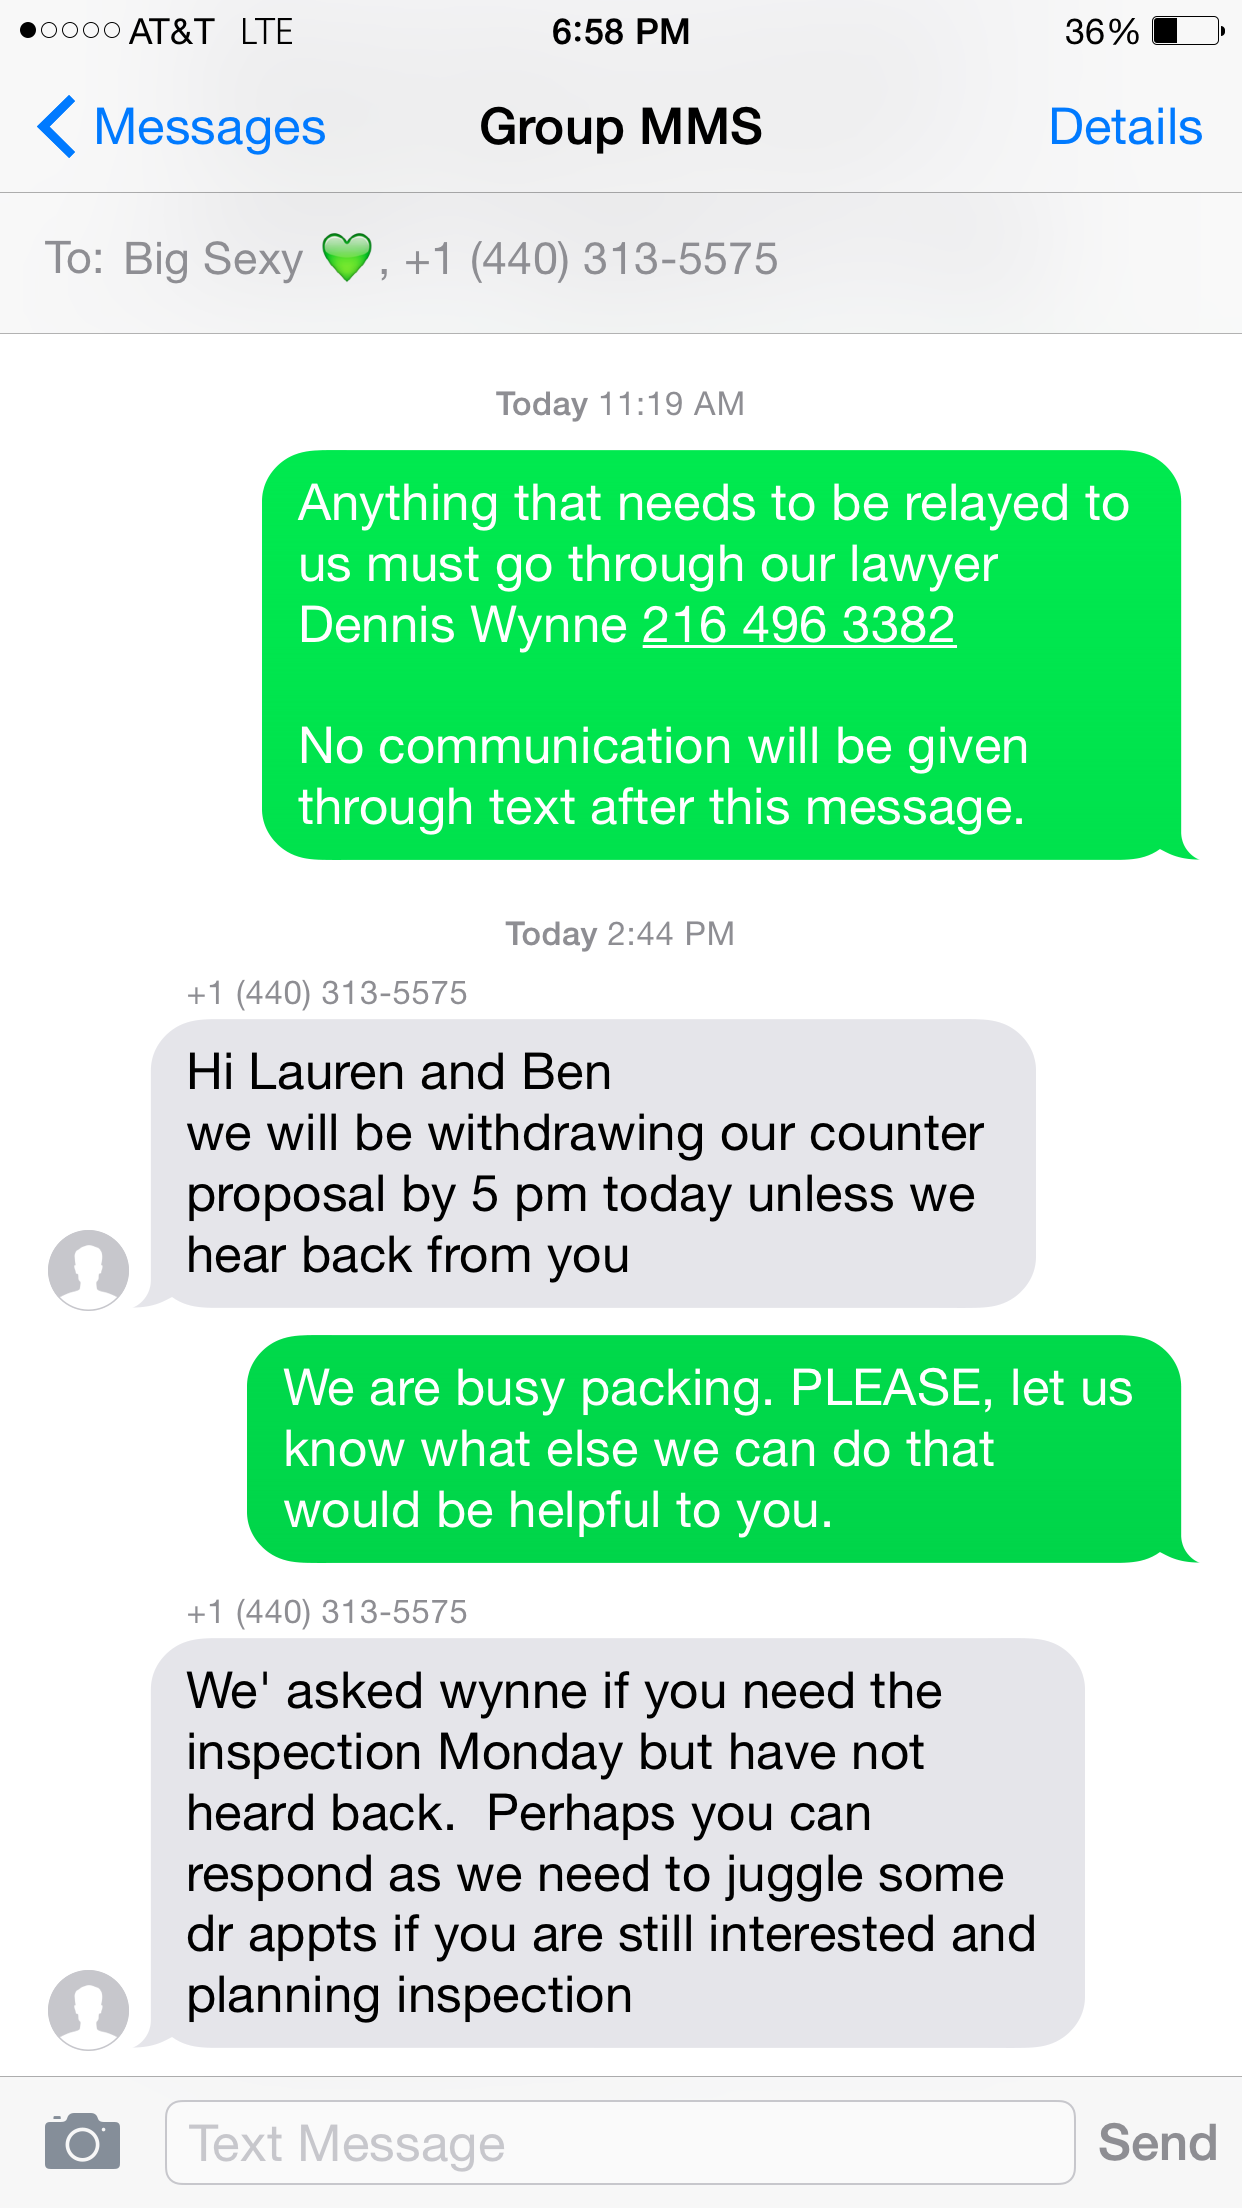 AT&T LTE 6:58 PM 36%
Messages Group MMS Details
To: Big Sexy 💚, +1 (440) 313-5575
Today 11:19 AM
Anything that needs to be relayed to
us must go through our lawyer
Dennis Wynne 216 496 3382
No communication will be given
through text after this message.
Today 2:44 PM
+1 (440) 313-5575
Hi Lauren and Ben
we will be withdrawing our counter
proposal by 5 pm today unless we
hear back from you
We are busy packing. PLEASE, let us
know what else we can do that
would be helpful to you.
+1 (440) 313-5575
We' asked wynne if you need the
inspection Monday but have not
heard back.  Perhaps you can
respond as we need to juggle some
dr appts if you are still interested and
planning inspection
Text Message Send